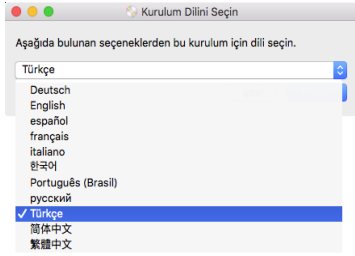 Kurulum Dilini Seçin
Aşağıda bulunan seçeneklerden bu kurulum için dili seçin.
Türkçe
Deutsch
English
español
français
italiano
한국어
Português (Brasil)
русский
✓ Türkçe
简体中文
繁體中文